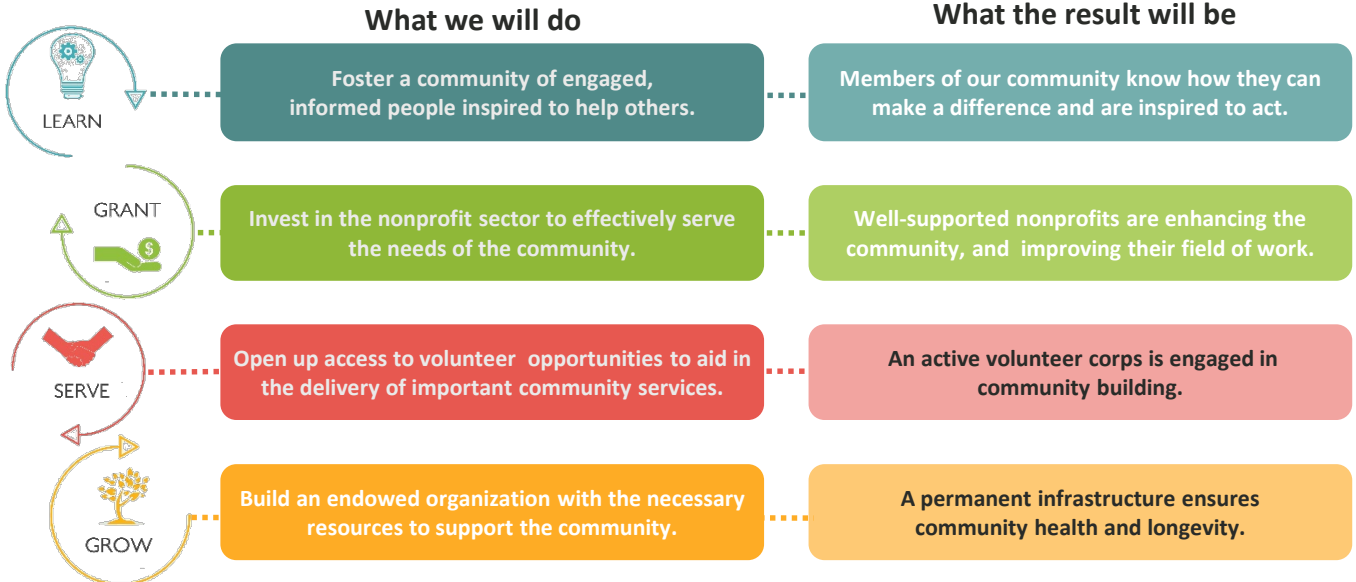 What we will do
What the result will be
LEARN
Foster a community of engaged,
informed people inspired to help others.
Members of our community know how they can
make a difference and are inspired to act.
GRANT
$
Invest in the nonprofit sector to effectively serve
the needs of the community.
Well-supported nonprofits are enhancing the
community, and  improving their field of work.
SERVE
Open up access to volunteer  opportunities to aid in
the delivery of important community services.
An active volunteer corps is engaged in
community building.
GROW
Build an endowed organization with the necessary
resources to support the community.
A permanent infrastructure ensures
community health and longevity.